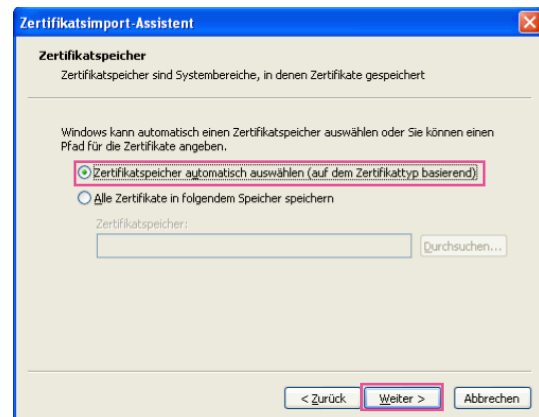 Zertifikatsimport-Assistent
Zertifikatspeicher
Zertifikatspeicher sind Systembereiche, in denen Zertifikate gespeichert
Windows kann automatisch einen Zertifikatspeicher auswählen oder Sie können einen
Pfad für die Zertifikate angeben.
Zertifikatspeicher automatisch auswählen (auf dem Zertifikattyp basierend)
Alle Zertifikate in folgendem Speicher speichern
Zertifikatspeicher:
Durchsuchen...
< Zurück Weiter > Abbrechen